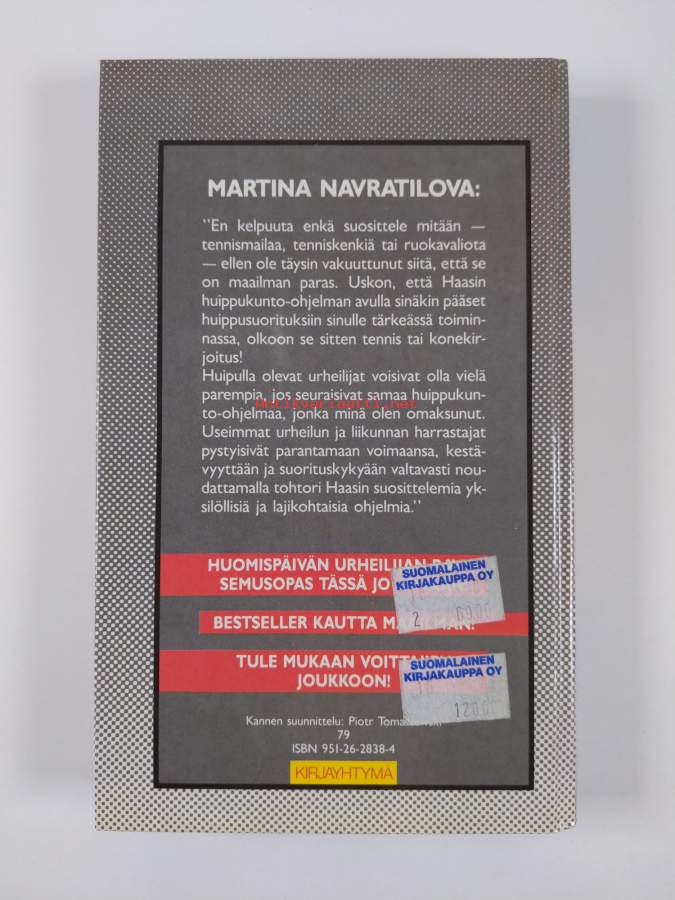 MARTINA NAVRATILOVA:
"En kelpuuta enkä suosittele mitään —
tennismailaa, tenniskenkiä tai ruokavaliota
— ellen ole täysin vakuuttunut siitä, että se
on maailman paras. Uskon, että Haasin
huippukunto-ohjelman avulla sinäkin pääset
huippusuorituksiin sinulle tärkeässä toimin-
nassa, olkoon se sitten tennis tai konekir-
joitus!
Huipulla olevat urheilijat voisivat olla vielä
parempia, jos seuraisivat samaa huippukun-
antikvariaatti.net
to-ohjelmaa, jonka minä olen omaksunut.
Useimmat urheilun ja liikunnan harrastajat
pystyisivät parantamaan voimaansa, kestä-
vyyttään ja suorituskykyään valtavasti nou-
dattamalla tohtori Haasin suosittelemia yk-
silöllisiä ja lajikohtaisia ohjelmia."
HUOMISPÄIVÄN URHEILIJAN
SEMUSOPAS TÄSSÄ JO
SUOMALAINEN
KIRJAKAUPPA OY
2
BESTSELLER KAUTTA
TULE MUKAAN
JOUKKOON!
SUOMALAINEN
KIRJAKAUPPA OY
Kannen suunnittelu: Piotr
79
ISBN 951-26-2838-4
KIRJAYHTYMÄ